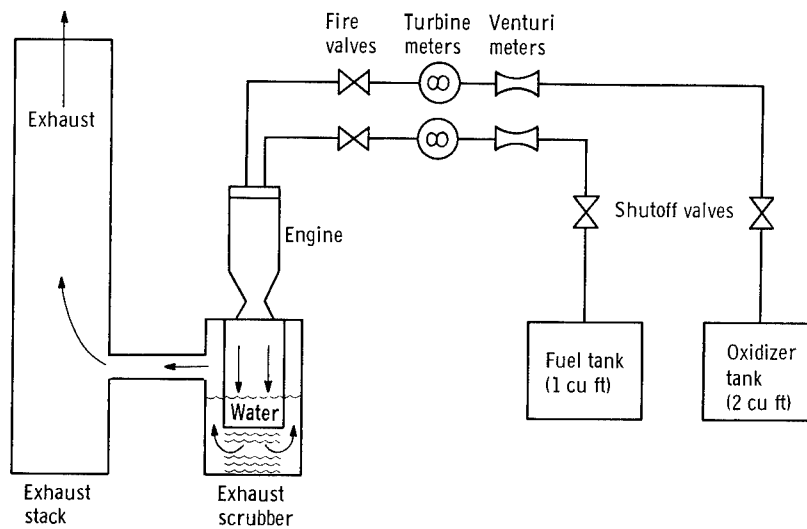 Fire
valves
Turbine
meters
Venturi
meters
Exhaust
Engine
Shutoff valves
Fuel tank
(1 cu ft)
Oxidizer
tank
(2 cu ft)
Water
Exhaust
stack
Exhaust
scrubber